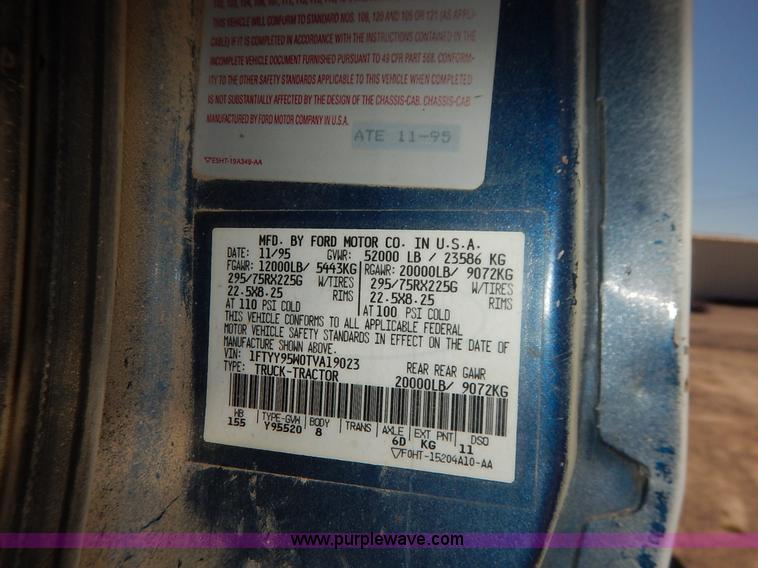 THIS VEHICLE WILL CONFORM TO STANDARD NOS. 108, 120 AND 105 OR 121 (AS APPLI-
CABLE) IF IT IS COMPLETED IN ACCORDANCE WITH THE INSTRUCTIONS CONTAINED IN THE
INCOMPLETE VEHICLE DOCUMENT FURNISHED PURSUANT TO 49 CFR PART 568. CONFORM-
ITY TO THE OTHER SAFETY STANDARDS APPLICABLE TO THIS VEHICLE WHEN COMPLETED
IS NOT SUBSTANTIALLY AFFECTED BY THE DESIGN OF THE CHASSIS-CAB. CHASSIS-CAB
MANUFACTURED BY FORD MOTOR COMPANY IN U.S.A.
ATE 11-95
E5HT-19A349-AA
MFD. BY FORD MOTOR CO. IN U.S.A.
DATE: 11/95 GVWR: 52000 LB / 23586 KG
FGAWR: 12000LB/ 5443KG RGAWR: 20000LB/ 9072KG
295/75RX225G W/TIRES 295/75RX225G W/TIRES
22.5X8.25 RIMS 22.5X8.25 RIMS
AT 110 PSI COLD AT 100 PSI COLD
THIS VEHICLE CONFORMS TO ALL APPLICABLE FEDERAL
MOTOR VEHICLE SAFETY STANDARDS IN EFFECT ON THE DATE OF
MANUFACTURE SHOWN ABOVE.
VIN: 1FTYY95W0TVA19023 REAR REAR GAWR
TYPE: TRUCK-TRACTOR 20000LB/ 9072KG
HB TYPE-GVW BODY TRANS AXLE EXT PNT DSO
155 Y95520 8 6D KG 11
F0HT-15204A10-AA
www.purplewave.com